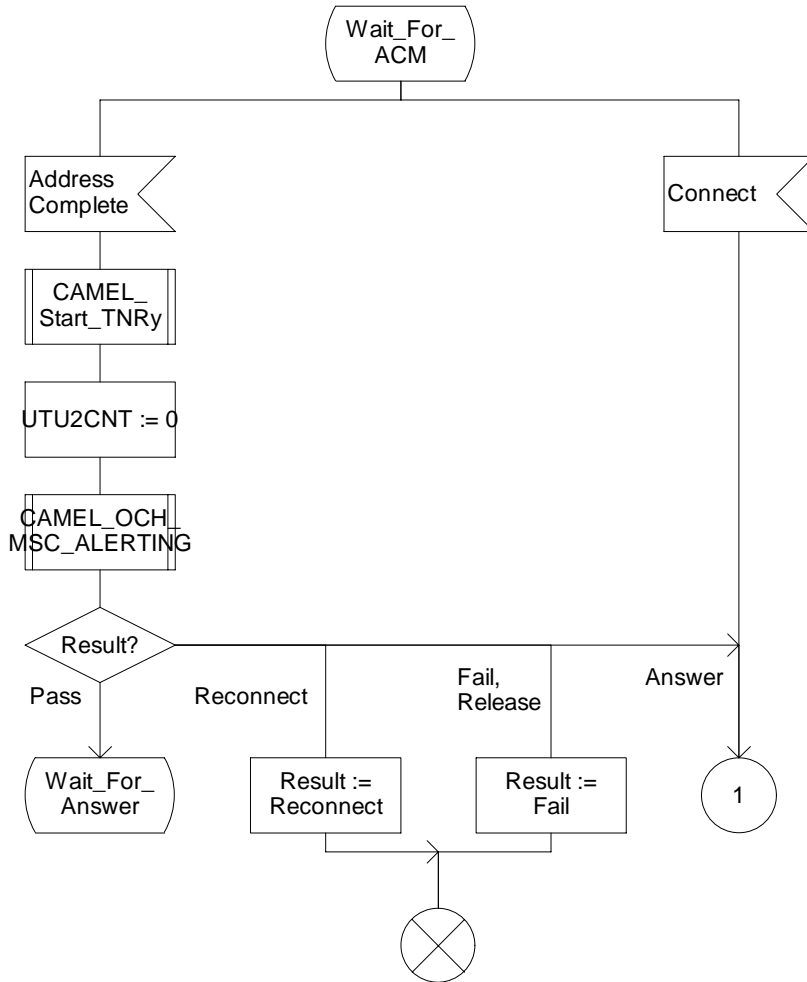 Wait_For_
ACM
Address
Complete
Connect
CAMEL_
Start_TNRy
UTU2CNT := 0
CAMEL_OCH_
MSC_ALERTING
Result?
Pass
Reconnect
Fail,
Release
Answer
Wait_For_
Answer
Result :=
Reconnect
Result :=
Fail
1